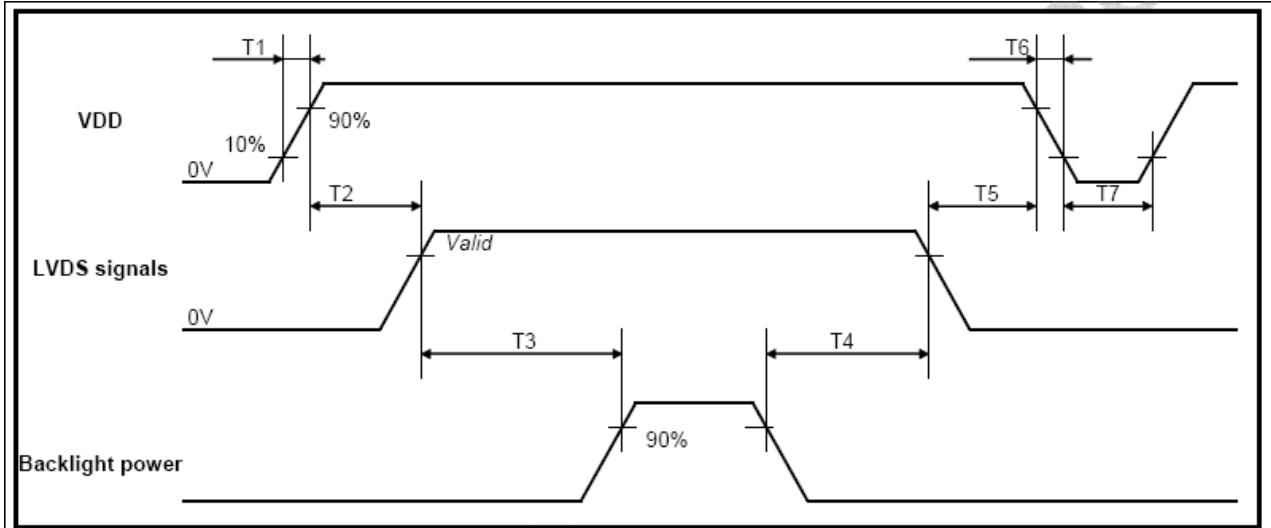 T1
T6
VDD
90%
10%
0V
T2
T5
T7
Valid
LVDS signals
0V
T3
T4
90%
Backlight power